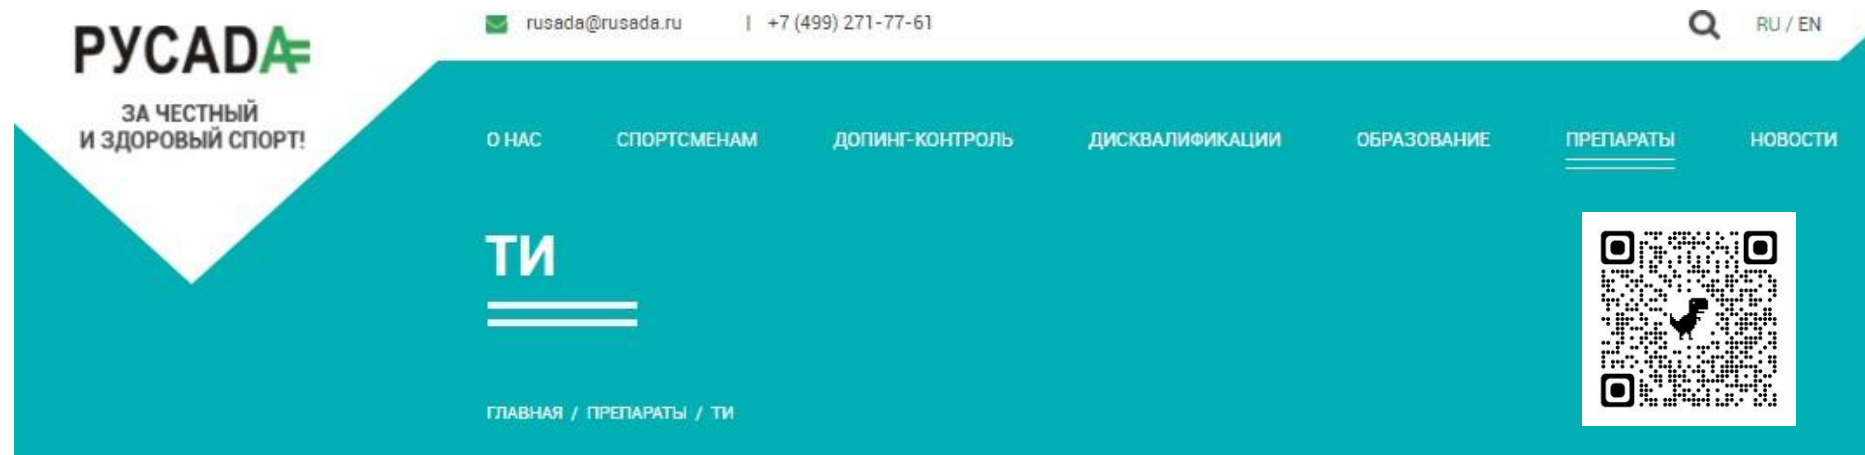 РУСАDA
ЗА ЧЕСТНЫЙ
И ЗДОРОВЫЙ СПОРТ!
rusada@rusada.ru | +7 (499) 271-77-61
RU / EN
О НАС СПОРТСМЕНАМ ДОПИНГ-КОНТРОЛЬ ДИСКВАЛИФИКАЦИИ ОБРАЗОВАНИЕ ПРЕПАРАТЫ НОВОСТИ
ТИ
ГЛАВНАЯ / ПРЕПАРАТЫ / ТИ